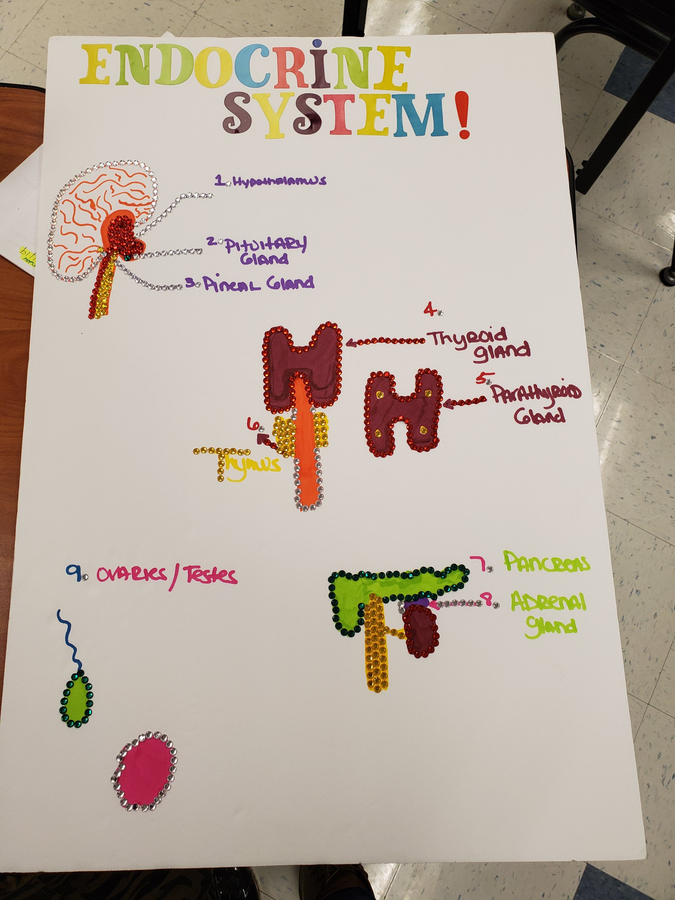 ENDOCRINE
SYSTEM!
1. Hypothalamus
2. Pituitary
Gland
3. Pineal Gland
4.
Thyroid
gland
5.
Parathyroid
Gland
6.
Thymus
7. Pancreas
8. Adrenal
gland
9. Ovaries/Testes